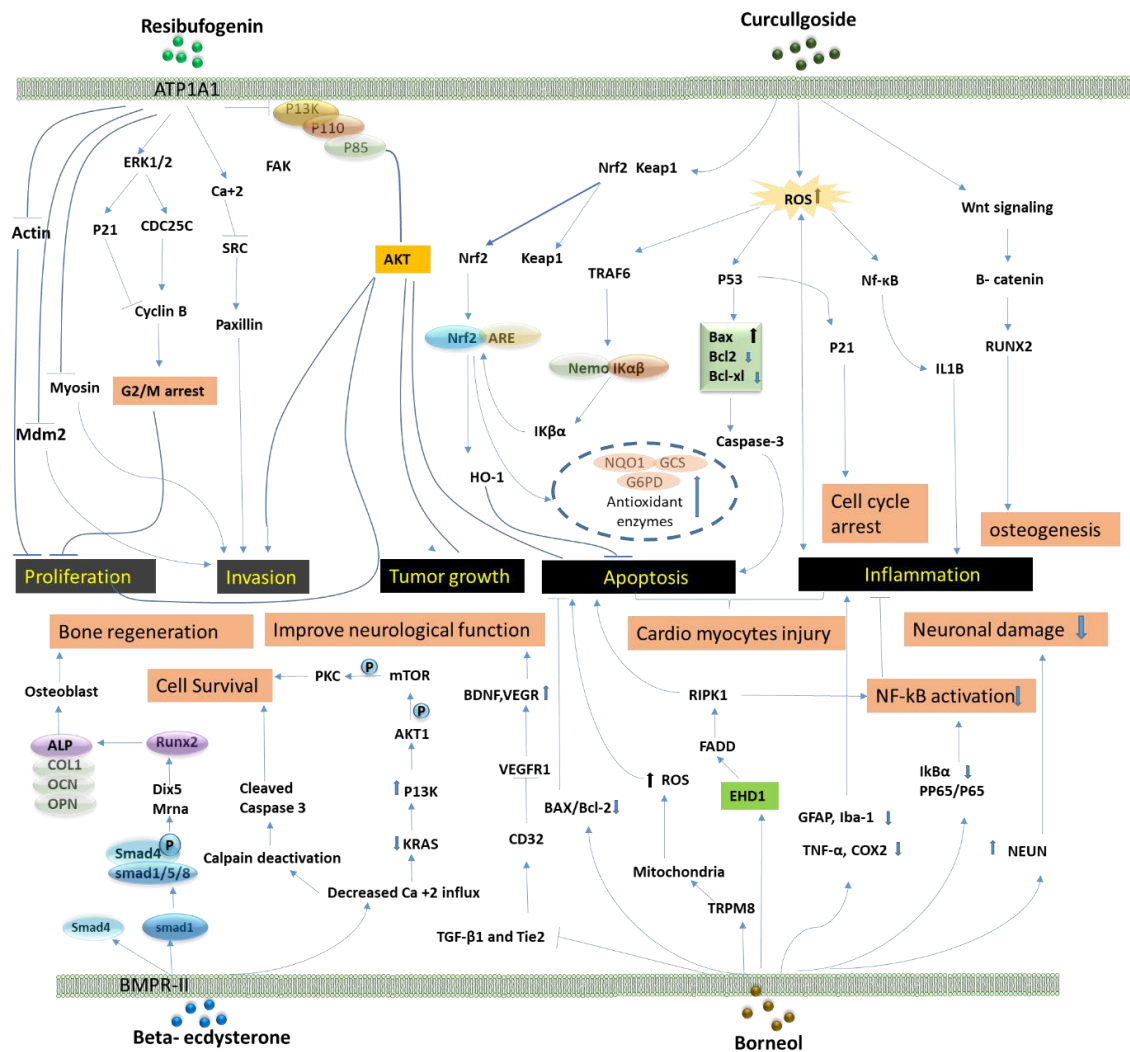 Resibufogenin
Curcullgoside
ATP1A1
P13K
P110
P85
FAK
ERK1/2
Ca+2
P21
CDC25C
Actin
SRC
Cyclin B
Paxillin
Myosin
G2/M arrest
Mdm2
AKT
Nrf2 Keap1
Nrf2
Keap1
Nrf2 ARE
HO-1
ROS
TRAF6
Nemo IKαβ
IKβα
NQO1 GCS
G6PD
Antioxidant
enzymes
P53
Bax
Bcl2
Bcl-xl
Caspase-3
P21
Nf-κB
IL1B
Wnt signaling
B- catenin
RUNX2
Cell cycle
arrest
osteogenesis
Proliferation
Invasion
Tumor growth
Apoptosis
Inflammation
Bone regeneration
Improve neurological function
Cardio myocytes injury
Neuronal damage
Cell Survival
NF-kB activation
Osteoblast
ALP
COL1
OCN
OPN
Runx2
Dix5
Mrna
P
Smad4
smad1/5/8
Smad4
smad1
PKC
P
mTOR
P
AKT1
P13K
KRAS
Cleaved
Caspase 3
Calpain deactivation
Decreased Ca +2 influx
BDNF,VEGR
VEGFR1
CD32
TGF-β1 and Tie2
BAX/Bcl-2
ROS
Mitochondria
TRPM8
RIPK1
FADD
EHD1
IkBα
PP65/P65
GFAP, Iba-1
TNF-α, COX2
NEUN
BMPR-II
Beta- ecdysterone
Borneol